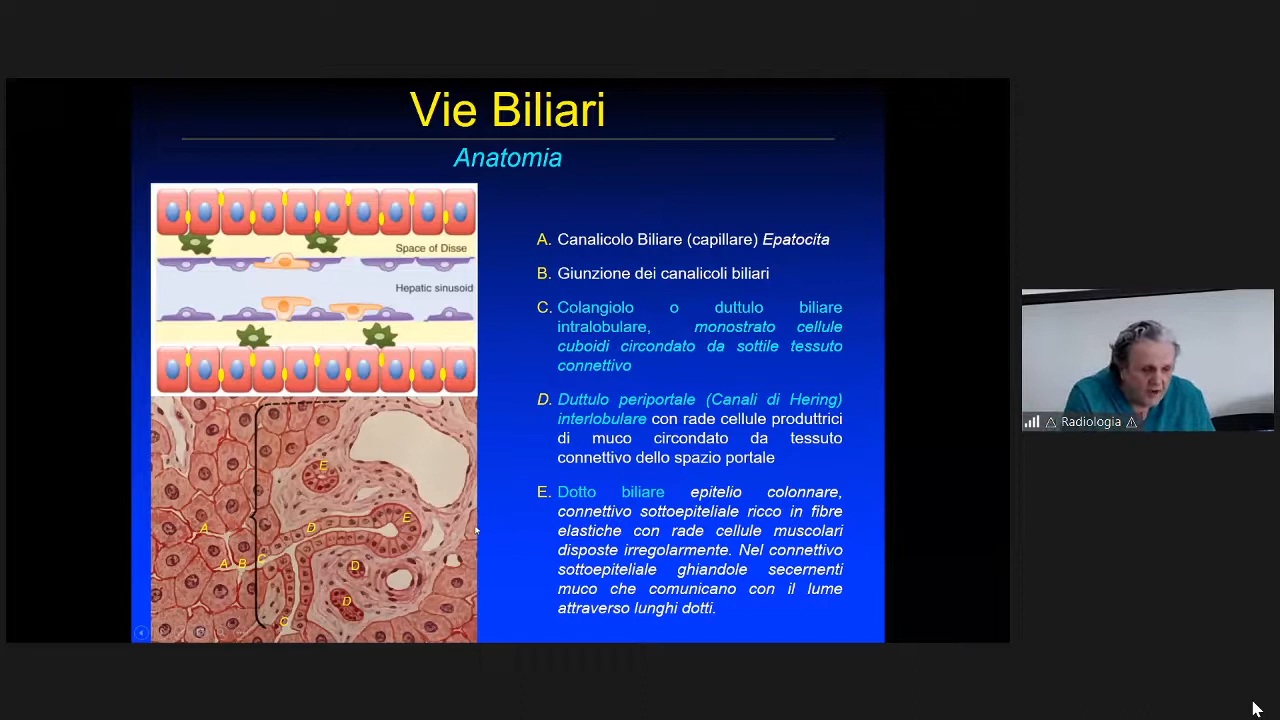 Vie Biliari
Anatomia
Space of Disse
Hepatic sinusoid
A. Canalicolo Biliare (capillare) Epatocita
B. Giunzione dei canalicoli biliari
C. Colangiolo o duttulo biliare
intralobulare, monostrato cellule
cuboidi circondato da sottile tessuto
connettivo
D. Duttulo periportale (Canali di Hering)
interlobulare con rade cellule produttrici
di muco circondato da tessuto
connettivo dello spazio portale
E. Dotto biliare epitelio colonnare,
connettivo sottoepiteliale ricco in fibre
elastiche con rade cellule muscolari
disposte irregolarmente. Nel connettivo
sottoepiteliale ghiandole secernenti
muco che comunicano con il lume
attraverso lunghi dotti.
E
A
D
E
A
B
C
D
D
C
Radiologia